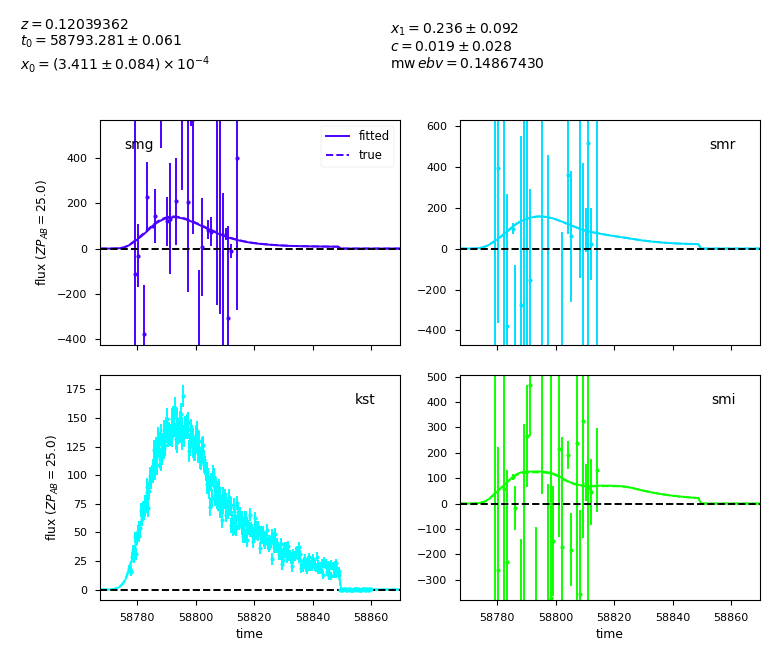 z = 0.12039362
t₀ = 58793.281 ± 0.061
x₀ = (3.411 ± 0.084) × 10⁻⁴
x₁ = 0.236 ± 0.092
c = 0.019 ± 0.028
mw ebv = 0.14867430
smg
fitted
true
400
200
0
−200
−400
flux (ZP_AB = 25.0)
smr
600
400
200
0
−200
−400
kst
175
150
125
100
75
50
25
0
flux (ZP_AB = 25.0)
58780 58800 58820 58840 58860
time
smi
500
400
300
200
100
0
−100
−200
−300
58780 58800 58820 58840 58860
time